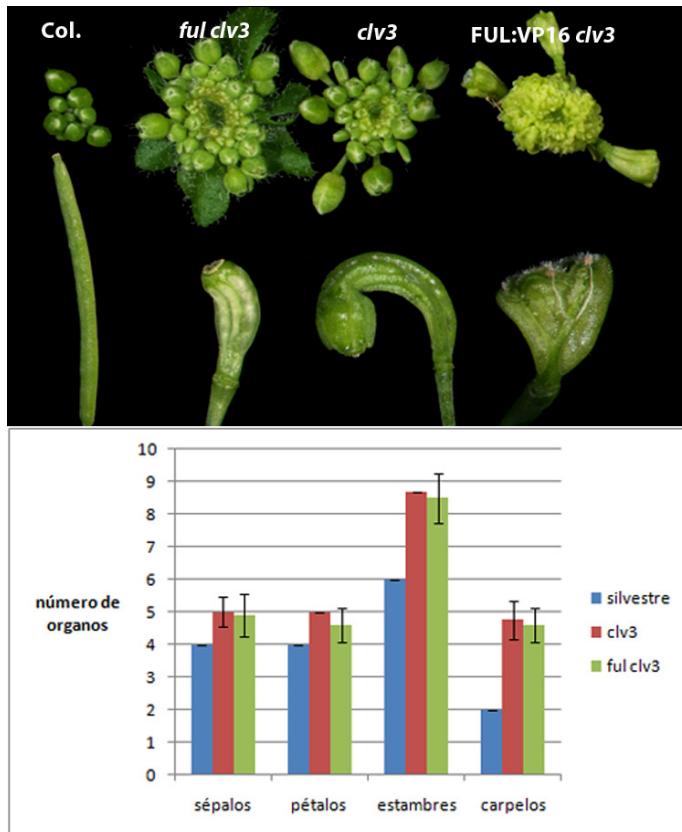 Col.
ful clv3
clv3
FUL:VP16 clv3
10
9
8
7
6
5
4
3
2
1
0
número de
organos
sépalos
pétalos
estambres
carpelos
silvestre
clv3
ful clv3